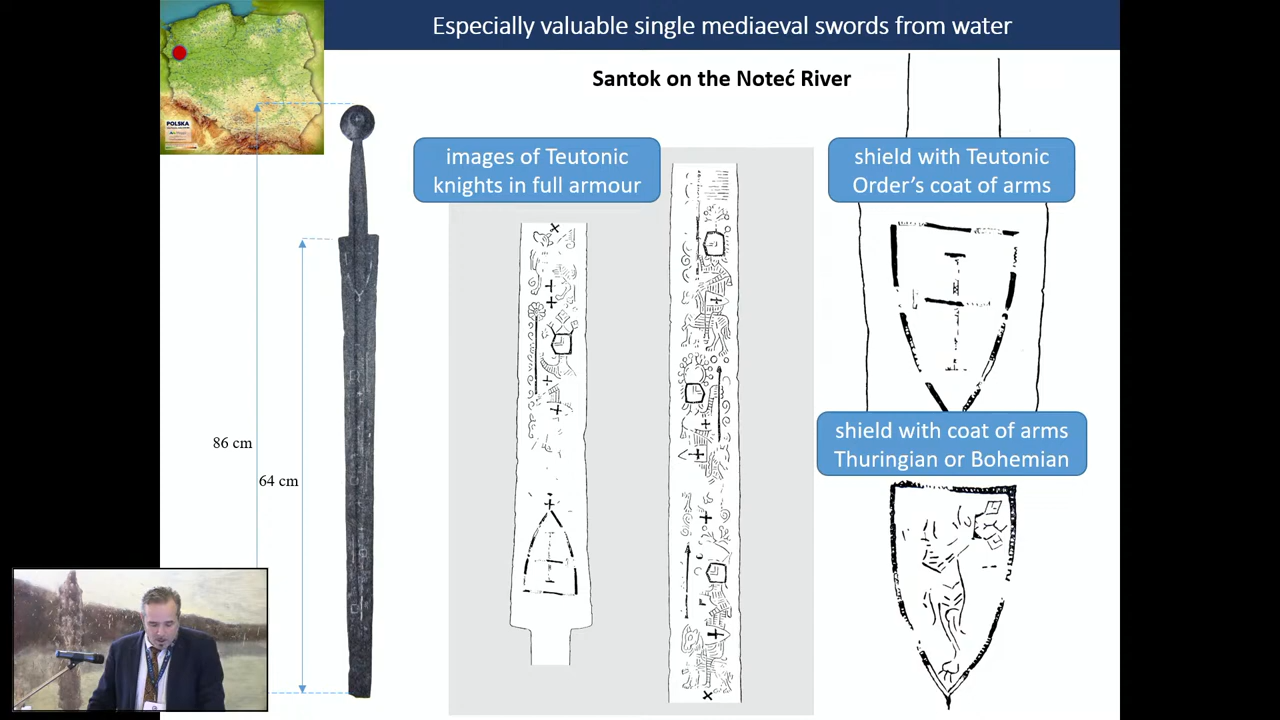 Especially valuable single mediaeval swords from water
Santok on the Noteć River
POLSKA
images of Teutonic
knights in full armour
shield with Teutonic
Order's coat of arms
shield with coat of arms
Thuringian or Bohemian
86 cm
64 cm